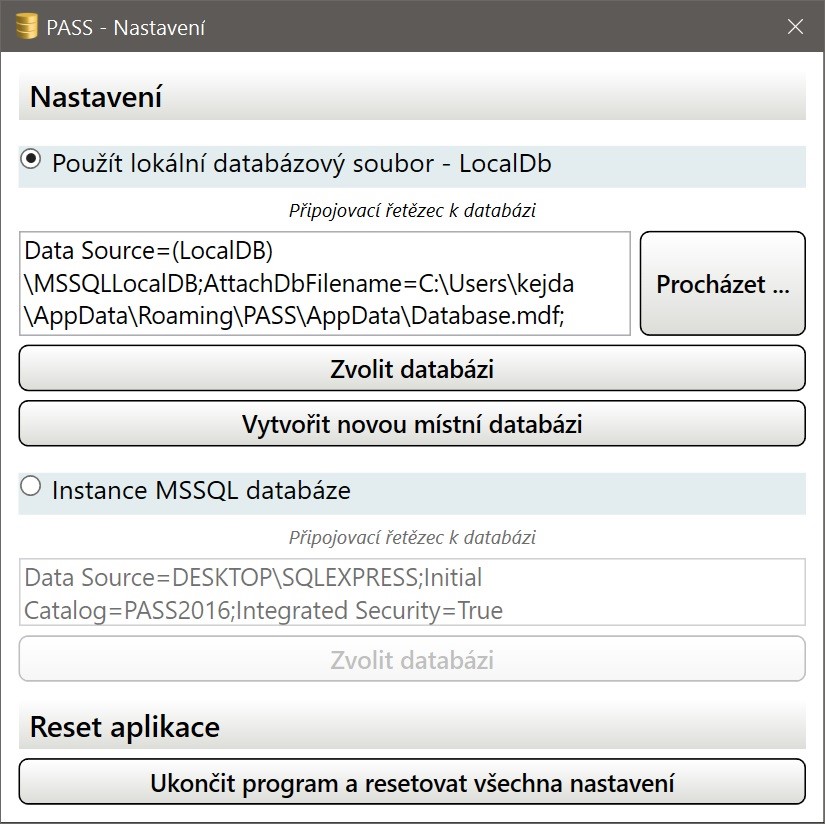 PASS - Nastavení
Nastavení
Použít lokální databázový soubor - LocalDb
Připojovací řetězec k databázi
Data Source=(LocalDB)
\MSSQLLocalDB;AttachDbFilename=C:\Users\kejda
\AppData\Roaming\PASS\AppData\Database.mdf;
Procházet ...
Zvolit databázi
Vytvořit novou místní databázi
Instance MSSQL databáze
Připojovací řetězec k databázi
Data Source=DESKTOP\SQLEXPRESS;Initial
Catalog=PASS2016;Integrated Security=True
Zvolit databázi
Reset aplikace
Ukončit program a resetovat všechna nastavení